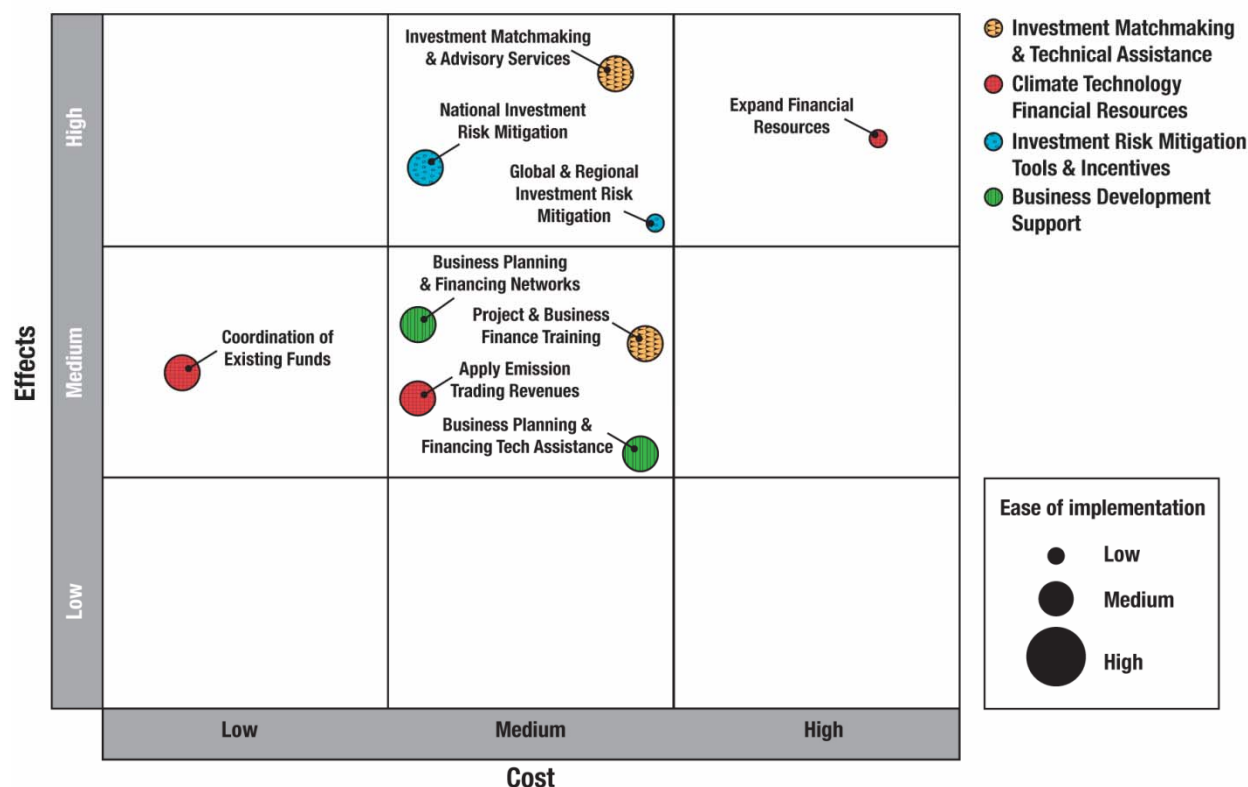 Effects
High
Medium
Low
Investment Matchmaking
& Advisory Services
National Investment
Risk Mitigation
Global & Regional
Investment Risk
Mitigation
Expand Financial
Resources
Business Planning
& Financing Networks
Project & Business
Finance Training
Coordination of
Existing Funds
Apply Emission
Trading Revenues
Business Planning &
Financing Tech Assistance
Low
Medium
High
Cost
Investment Matchmaking
& Technical Assistance
Climate Technology
Financial Resources
Investment Risk Mitigation
Tools & Incentives
Business Development
Support
Ease of implementation
Low
Medium
High